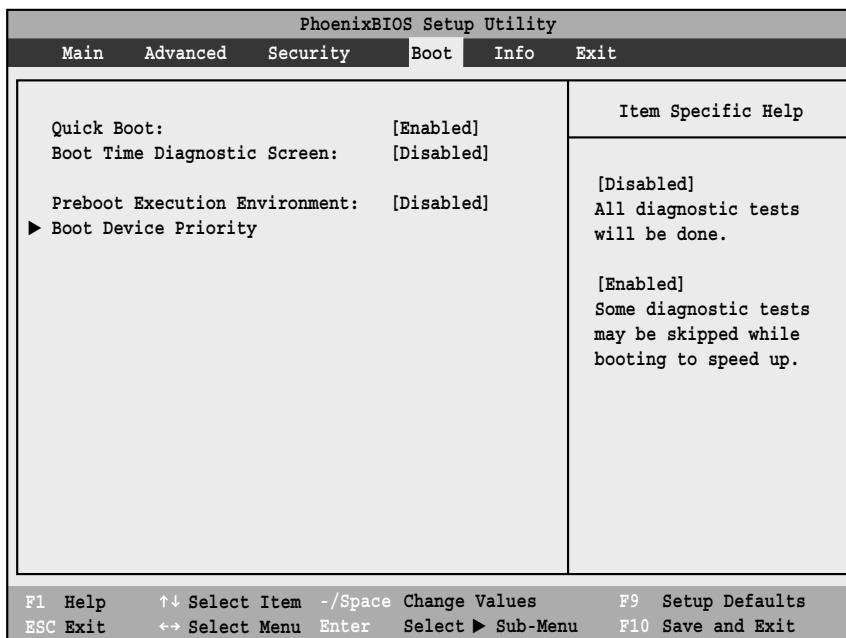 PhoenixBIOS Setup Utility
Main Advanced Security Boot Info Exit
Quick Boot: [Enabled]
Boot Time Diagnostic Screen: [Disabled]
Preboot Execution Environment: [Disabled]
▶ Boot Device Priority
Item Specific Help
[Disabled]
All diagnostic tests
will be done.
[Enabled]
Some diagnostic tests
may be skipped while
booting to speed up.
F1 Help ↑↓ Select Item -/Space Change Values F9 Setup Defaults
ESC Exit ←→ Select Menu Enter Select ▶ Sub-Menu F10 Save and Exit